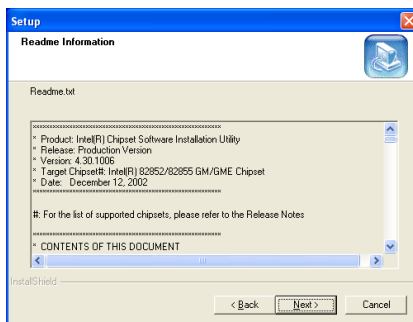 Setup
Readme Information
Readme.txt
********************************************************
* Product: Intel(R) Chipset Software Installation Utility
* Release: Production Version
* Version: 4.30.1006
* Target Chipset#: Intel(R) 82852/82855 GM/GME Chipset
* Date: December 12, 2002
********************************************************
#: For the list of supported chipsets, please refer to the Release Notes
********************************************************
* CONTENTS OF THIS DOCUMENT
InstallShield
< Back
Next >
Cancel